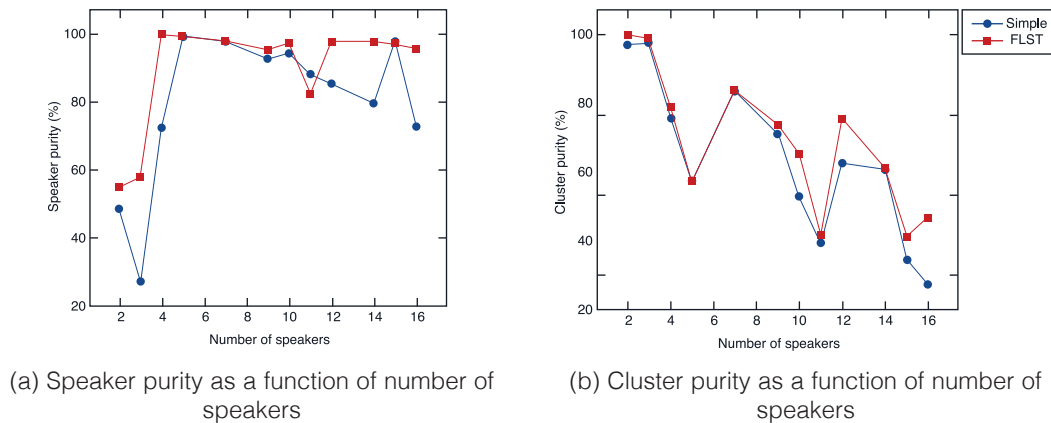 100
80
60
40
20
Speaker purity (%)
2 4 6 8 10 12 14 16
Number of speakers
(a) Speaker purity as a function of number of
speakers
100
80
60
40
20
Cluster purity (%)
2 4 6 8 10 12 14 16
Number of speakers
(b) Cluster purity as a function of number of
speakers
Simple
FLST